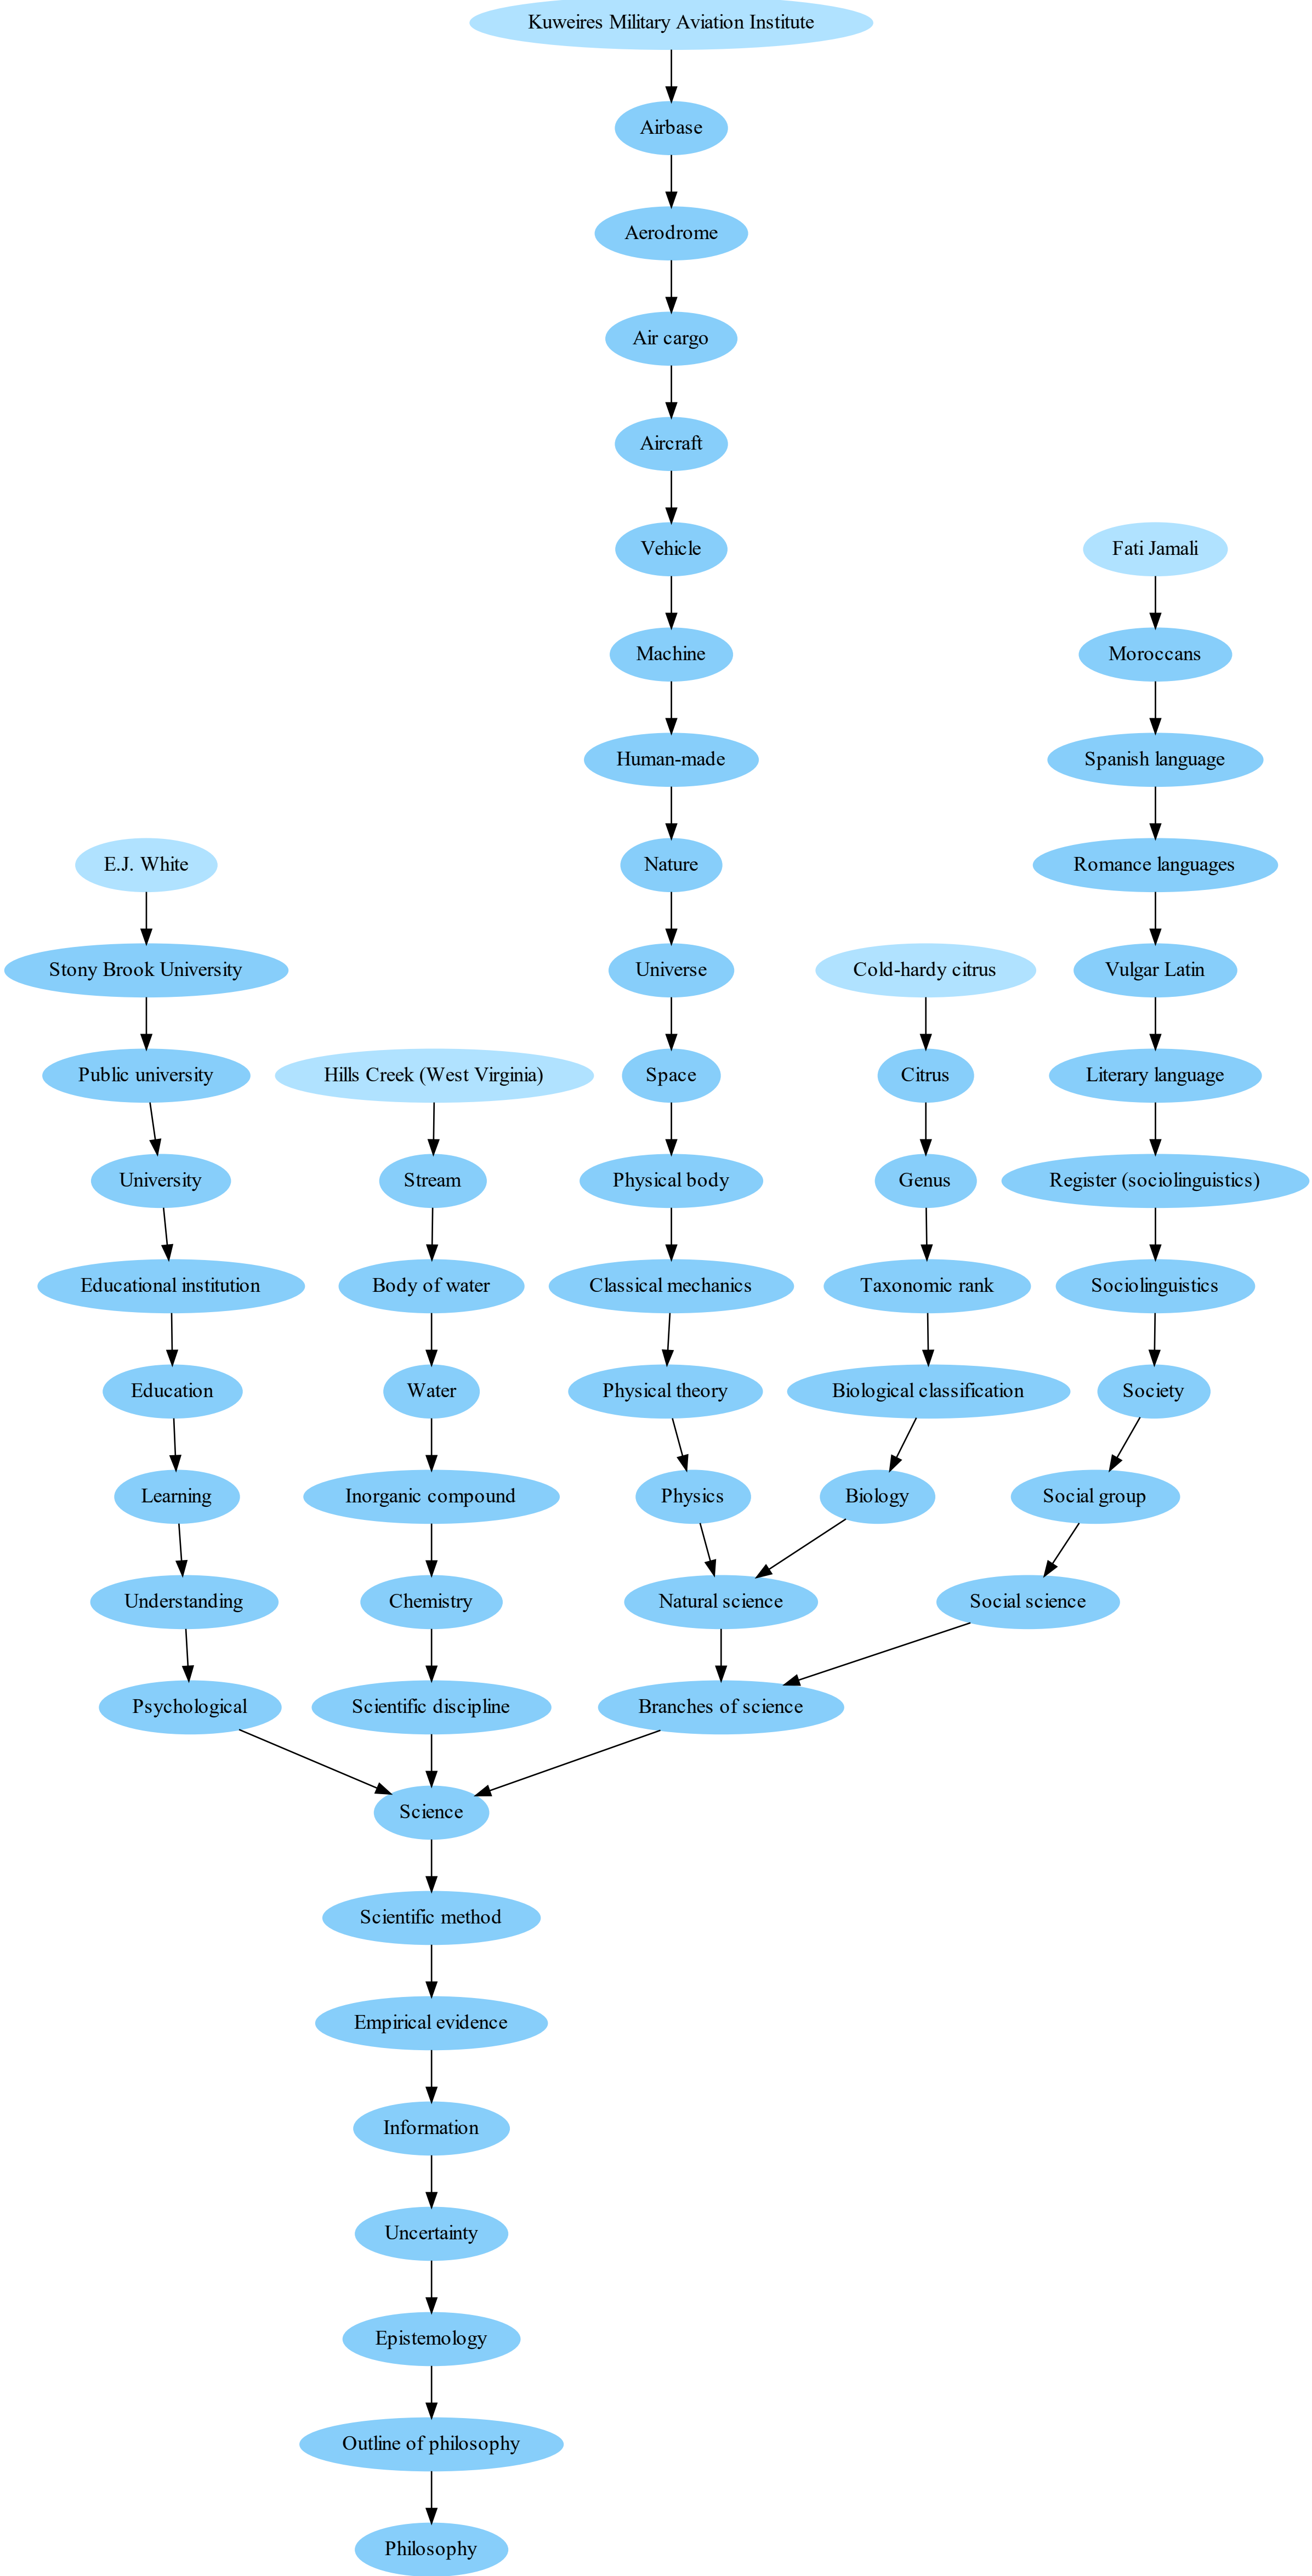 Kuweires Military Aviation Institute
Airbase
Aerodrome
Air cargo
Aircraft
Vehicle
Fati Jamali
Machine
Moroccans
Human-made
Spanish language
E.J. White
Nature
Romance languages
Stony Brook University
Universe
Cold-hardy citrus
Vulgar Latin
Public university
Hills Creek (West Virginia)
Space
Citrus
Literary language
University
Stream
Physical body
Genus
Register (sociolinguistics)
Educational institution
Body of water
Classical mechanics
Taxonomic rank
Sociolinguistics
Education
Water
Physical theory
Biological classification
Society
Learning
Inorganic compound
Physics
Biology
Social group
Understanding
Chemistry
Natural science
Social science
Psychological
Scientific discipline
Branches of science
Science
Scientific method
Empirical evidence
Information
Uncertainty
Epistemology
Outline of philosophy
Philosophy